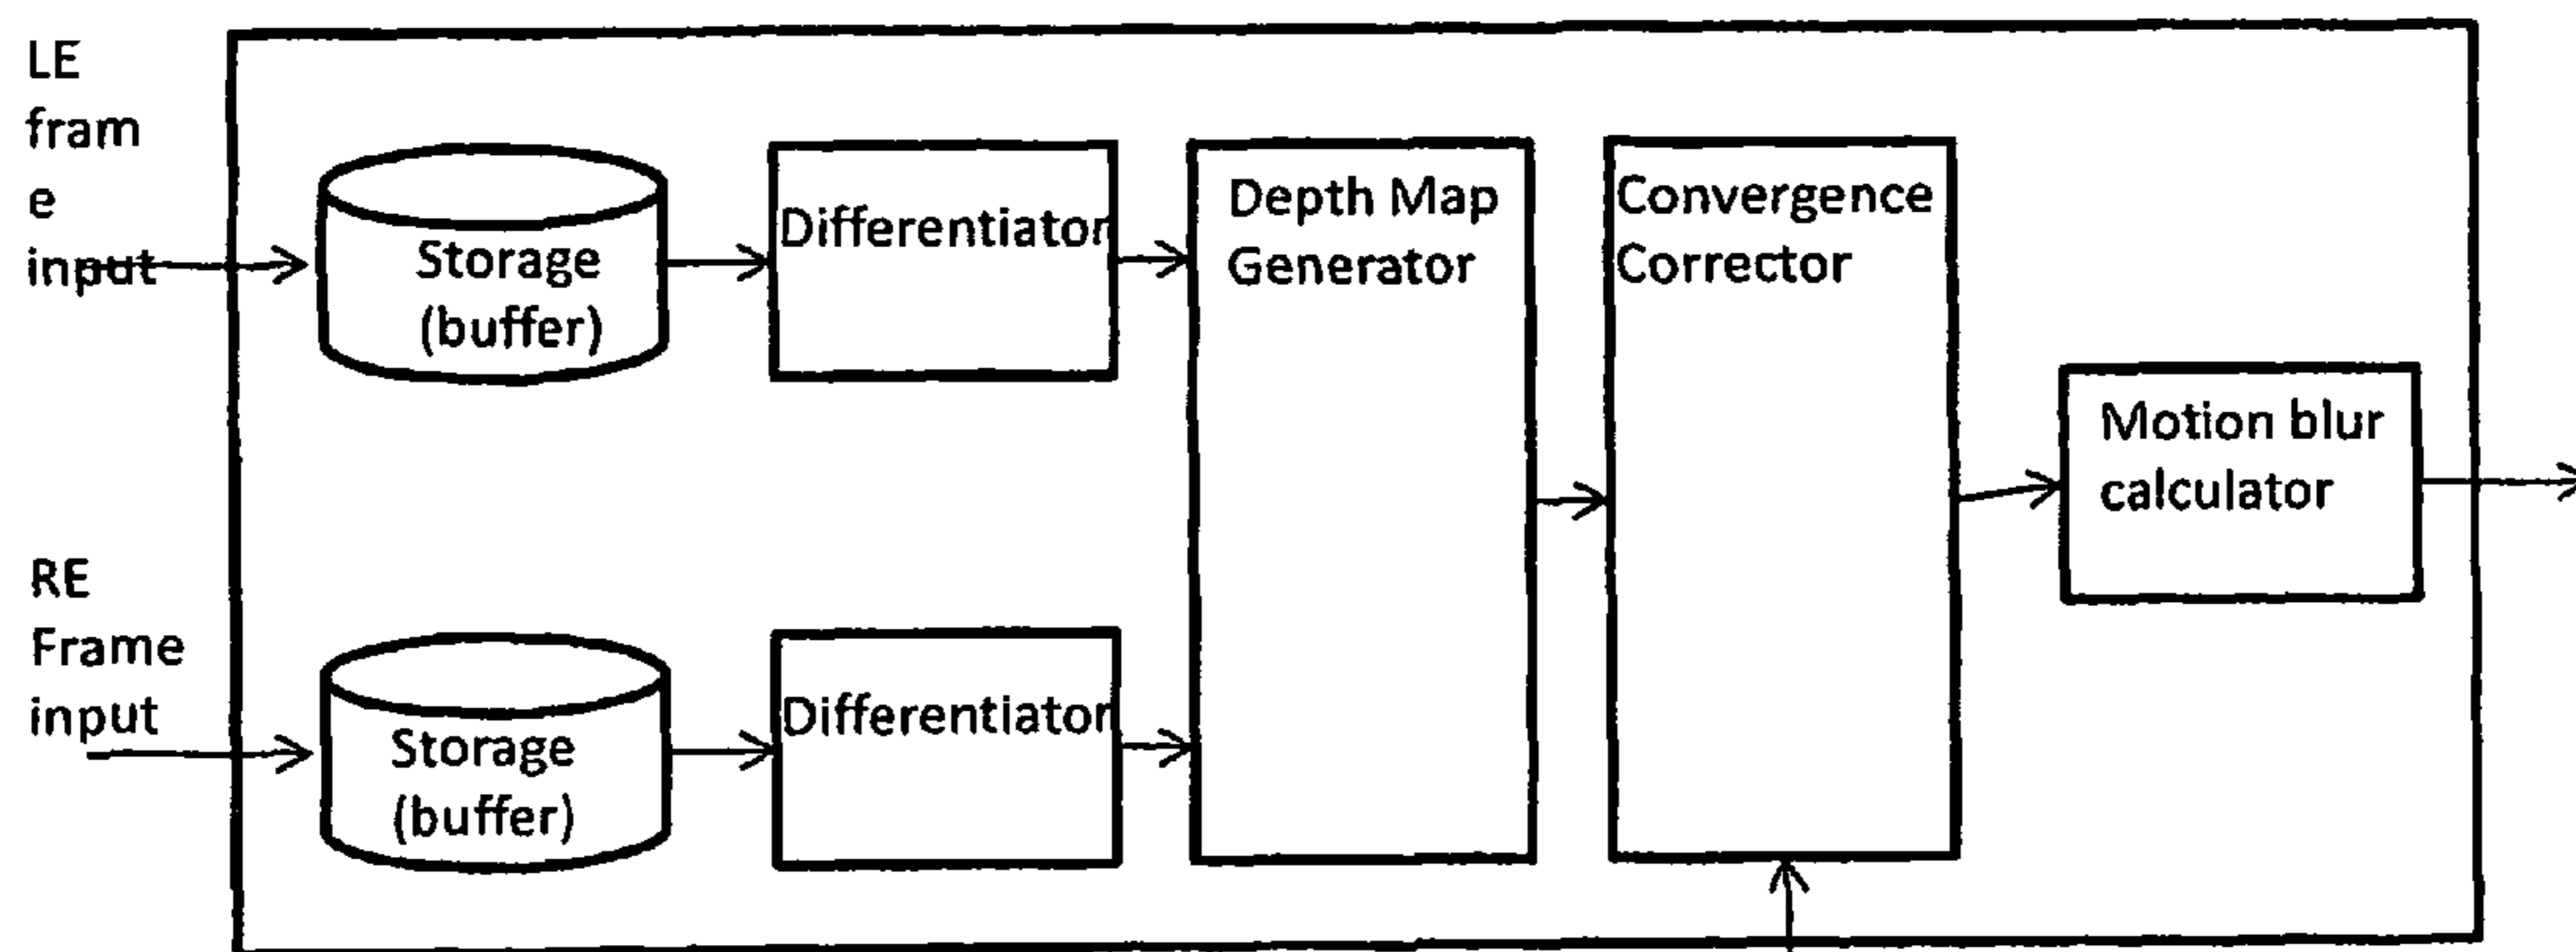 LE
fram
e
input
Storage
(buffer)
Differentiator
Depth Map
Generator
Convergence
Corrector
Motion blur
calculator
RE
Frame
input
Storage
(buffer)
Differentiator